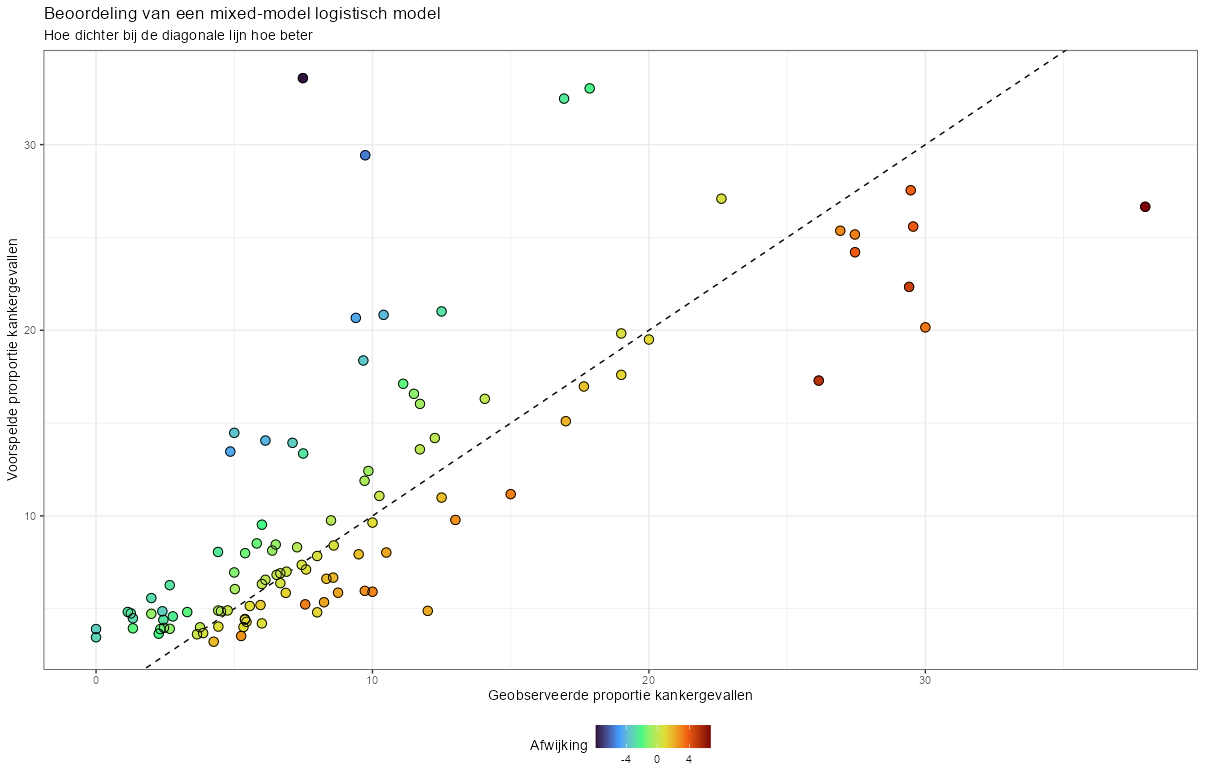 Beoordeling van een mixed-model logistisch model
Hoe dichter bij de diagonale lijn hoe beter
Voorspelde prorportie kankergevallen
30
20
10
0 10 20 30
Geobserveerde proportie kankergevallen
Afwijking
-4 0 4